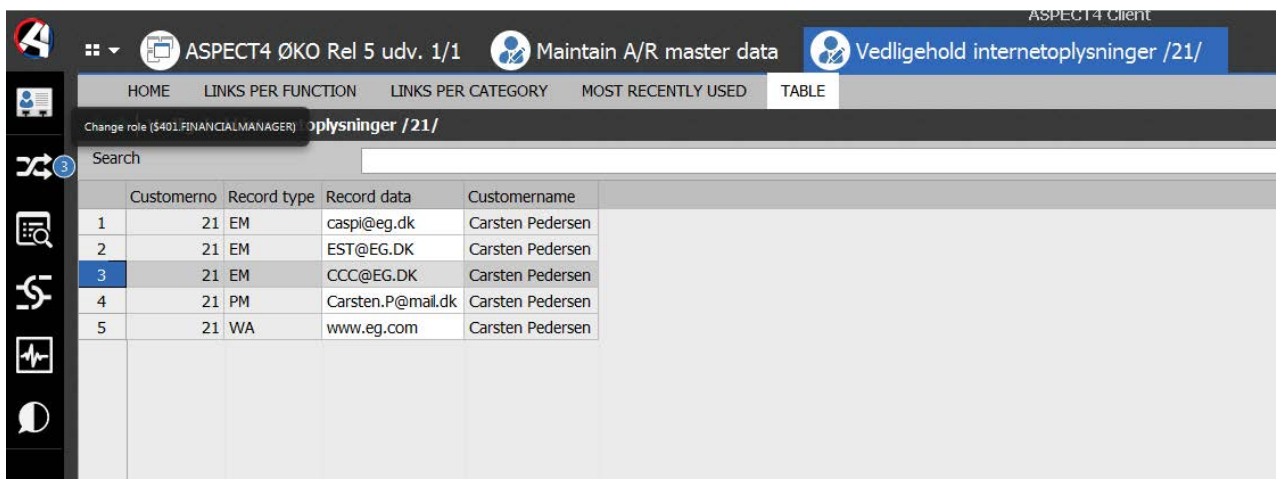 ASPECT4 Client
4
ASPECT4 ØKO Rel 5 udv. 1/1 Maintain A/R master data Vedligehold internetoplysninger /21/
HOME LINKS PER FUNCTION LINKS PER CATEGORY MOST RECENTLY USED TABLE
Change role ($401.FINANCIALMANAGER) oplysninger /21/
3
Search
Customerno Record type Record data Customername
1 21 EM caspi@eg.dk Carsten Pedersen
2 21 EM EST@EG.DK Carsten Pedersen
3 21 EM CCC@EG.DK Carsten Pedersen
4 21 PM Carsten.P@mail.dk Carsten Pedersen
5 21 WA www.eg.com Carsten Pedersen